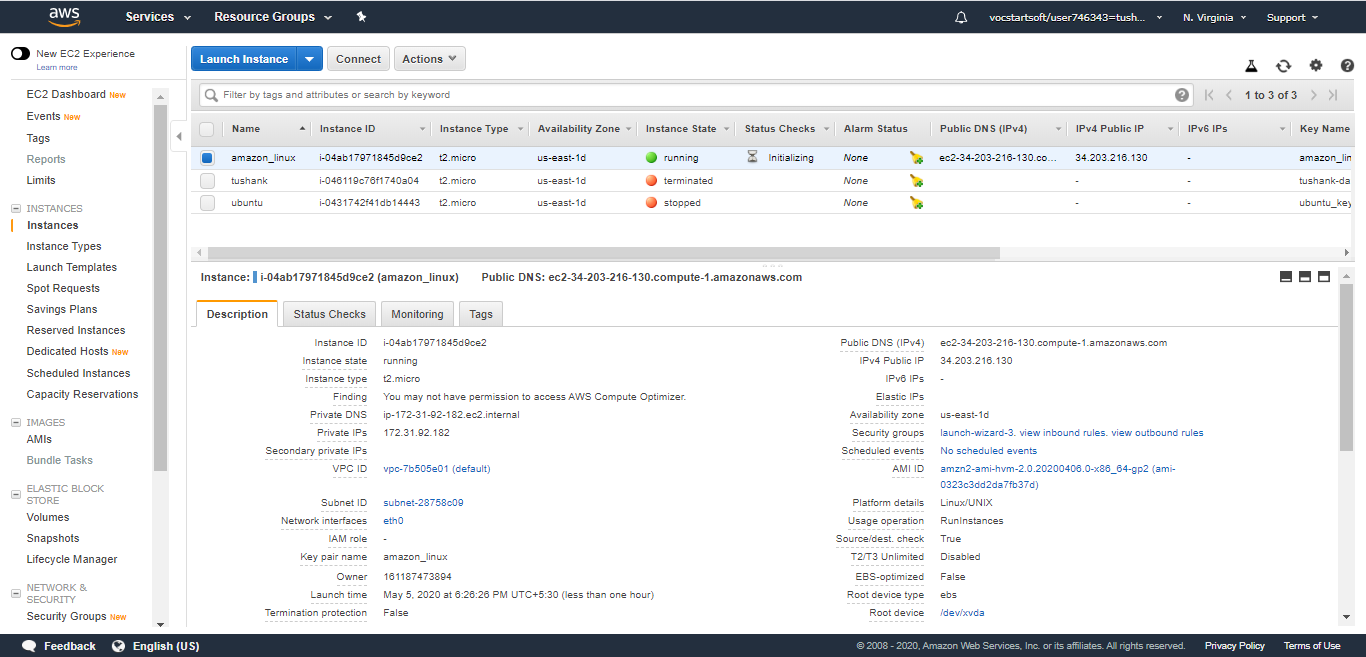 aws Services Resource Groups vocstartsoft/user746343=tush... N. Virginia Support
New EC2 Experience
Learn more
EC2 Dashboard New
Events New
Tags
Reports
Limits
INSTANCES
Instances
Instance Types
Launch Templates
Spot Requests
Savings Plans
Reserved Instances
Dedicated Hosts New
Scheduled Instances
Capacity Reservations
IMAGES
AMIs
Bundle Tasks
ELASTIC BLOCK
STORE
Volumes
Snapshots
Lifecycle Manager
NETWORK &
SECURITY
Security Groups New
Launch Instance Connect Actions
Filter by tags and attributes or search by keyword 1 to 3 of 3
Name Instance ID Instance Type Availability Zone Instance State Status Checks Alarm Status Public DNS (IPv4) IPv4 Public IP IPv6 IPs Key Name
amazon_linux i-04ab17971845d9ce2 t2.micro us-east-1d running Initializing None ec2-34-203-216-130.co... 34.203.216.130 - amazon_lin
tushank i-046119c76f1740a04 t2.micro us-east-1d terminated None - - tushank-da
ubuntu i-0431742f41db14443 t2.micro us-east-1d stopped None - - ubuntu_key
Instance: i-04ab17971845d9ce2 (amazon_linux) Public DNS: ec2-34-203-216-130.compute-1.amazonaws.com
Description Status Checks Monitoring Tags
Instance ID i-04ab17971845d9ce2 Public DNS (IPv4) ec2-34-203-216-130.compute-1.amazonaws.com
Instance state running IPv4 Public IP 34.203.216.130
Instance type t2.micro IPv6 IPs -
Finding You may not have permission to access AWS Compute Optimizer. Elastic IPs
Private DNS ip-172-31-92-182.ec2.internal Availability zone us-east-1d
Private IPs 172.31.92.182 Security groups launch-wizard-3. view inbound rules. view outbound rules
Secondary private IPs Scheduled events No scheduled events
VPC ID vpc-7b505e01 (default) AMI ID amzn2-ami-hvm-2.0.20200406.0-x86_64-gp2 (ami-
0323c3dd2da7fb37d)
Subnet ID subnet-28758c09 Platform details Linux/UNIX
Network interfaces eth0 Usage operation RunInstances
IAM role - Source/dest. check True
Key pair name amazon_linux T2/T3 Unlimited Disabled
Owner 161187473894 EBS-optimized False
Launch time May 5, 2020 at 6:26:26 PM UTC+5:30 (less than one hour) Root device type ebs
Termination protection False Root device /dev/xvda
Feedback English (US) © 2008 - 2020, Amazon Web Services, Inc. or its affiliates. All rights reserved. Privacy Policy Terms of Use